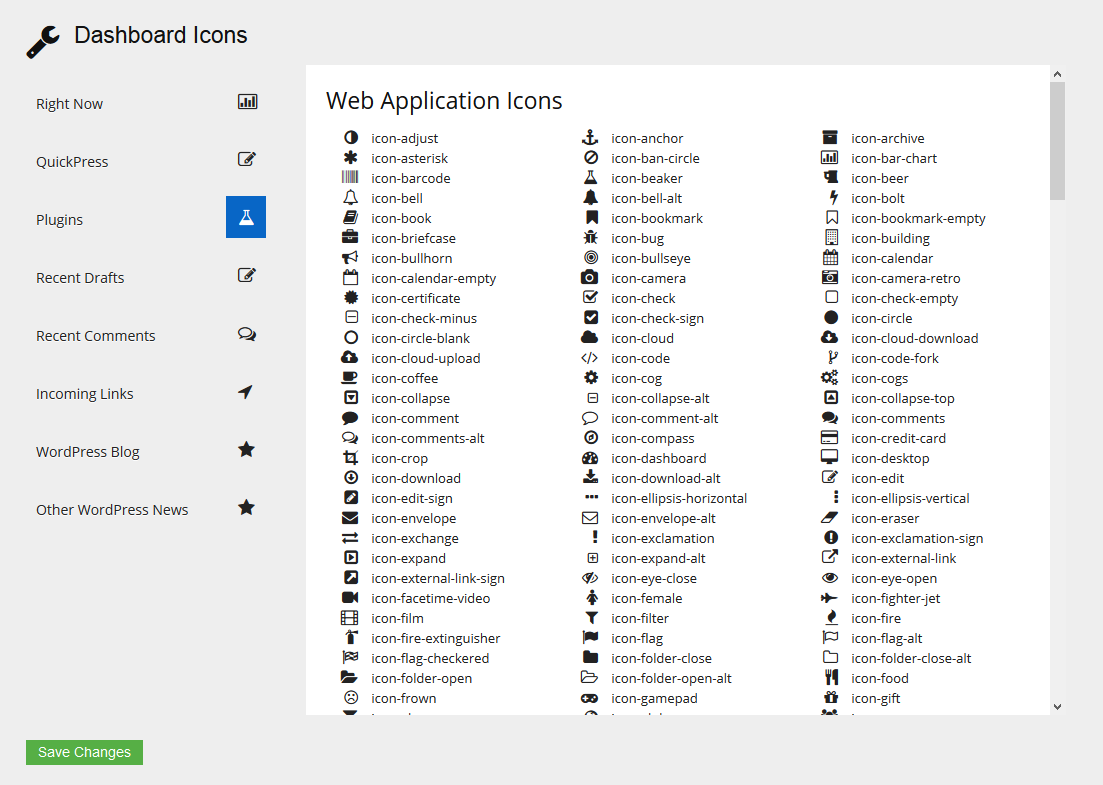 Dashboard Icons
Right Now
QuickPress
Plugins
Recent Drafts
Recent Comments
Incoming Links
WordPress Blog
Other WordPress News
Web Application Icons
icon-adjust icon-anchor icon-archive
icon-asterisk icon-ban-circle icon-bar-chart
icon-barcode icon-beaker icon-beer
icon-bell icon-bell-alt icon-bolt
icon-book icon-bookmark icon-bookmark-empty
icon-briefcase icon-bug icon-building
icon-bullhorn icon-bullseye icon-calendar
icon-calendar-empty icon-camera icon-camera-retro
icon-certificate icon-check icon-check-empty
icon-check-minus icon-check-sign icon-circle
icon-circle-blank icon-cloud icon-cloud-download
icon-cloud-upload icon-code icon-code-fork
icon-coffee icon-cog icon-cogs
icon-collapse icon-collapse-alt icon-collapse-top
icon-comment icon-comment-alt icon-comments
icon-comments-alt icon-compass icon-credit-card
icon-crop icon-dashboard icon-desktop
icon-download icon-download-alt icon-edit
icon-edit-sign icon-ellipsis-horizontal icon-ellipsis-vertical
icon-envelope icon-envelope-alt icon-eraser
icon-exchange icon-exclamation icon-exclamation-sign
icon-expand icon-expand-alt icon-external-link
icon-external-link-sign icon-eye-close icon-eye-open
icon-facetime-video icon-female icon-fighter-jet
icon-film icon-filter icon-fire
icon-fire-extinguisher icon-flag icon-flag-alt
icon-flag-checkered icon-folder-close icon-folder-close-alt
icon-folder-open icon-folder-open-alt icon-food
icon-frown icon-gamepad icon-gift
Save Changes